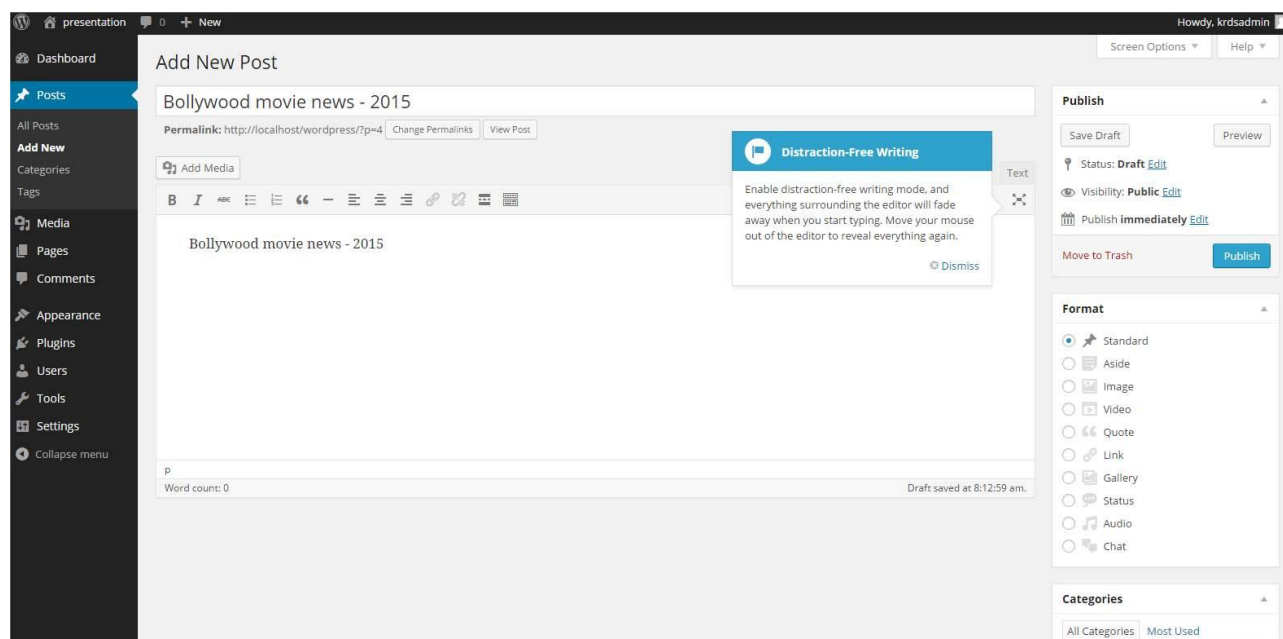 presentation 0 + New Howdy, krdsadmin
Screen Options Help
Dashboard
Posts
All Posts
Add New
Categories
Tags
Media
Pages
Comments
Appearance
Plugins
Users
Tools
Settings
Collapse menu
Add New Post
Bollywood movie news - 2015
Permalink: http://localhost/wordpress/?p=4 Change Permalinks View Post
Add Media
Text
B I ABC
Bollywood movie news - 2015
p
Word count: 0 Draft saved at 8:12:59 am.
Distraction-Free Writing
Enable distraction-free writing mode, and
everything surrounding the editor will fade
away when you start typing. Move your mouse
out of the editor to reveal everything again.
Dismiss
Publish
Save Draft Preview
Status: Draft Edit
Visibility: Public Edit
Publish immediately Edit
Move to Trash Publish
Format
Standard
Aside
Image
Video
Quote
Link
Gallery
Status
Audio
Chat
Categories
All Categories Most Used